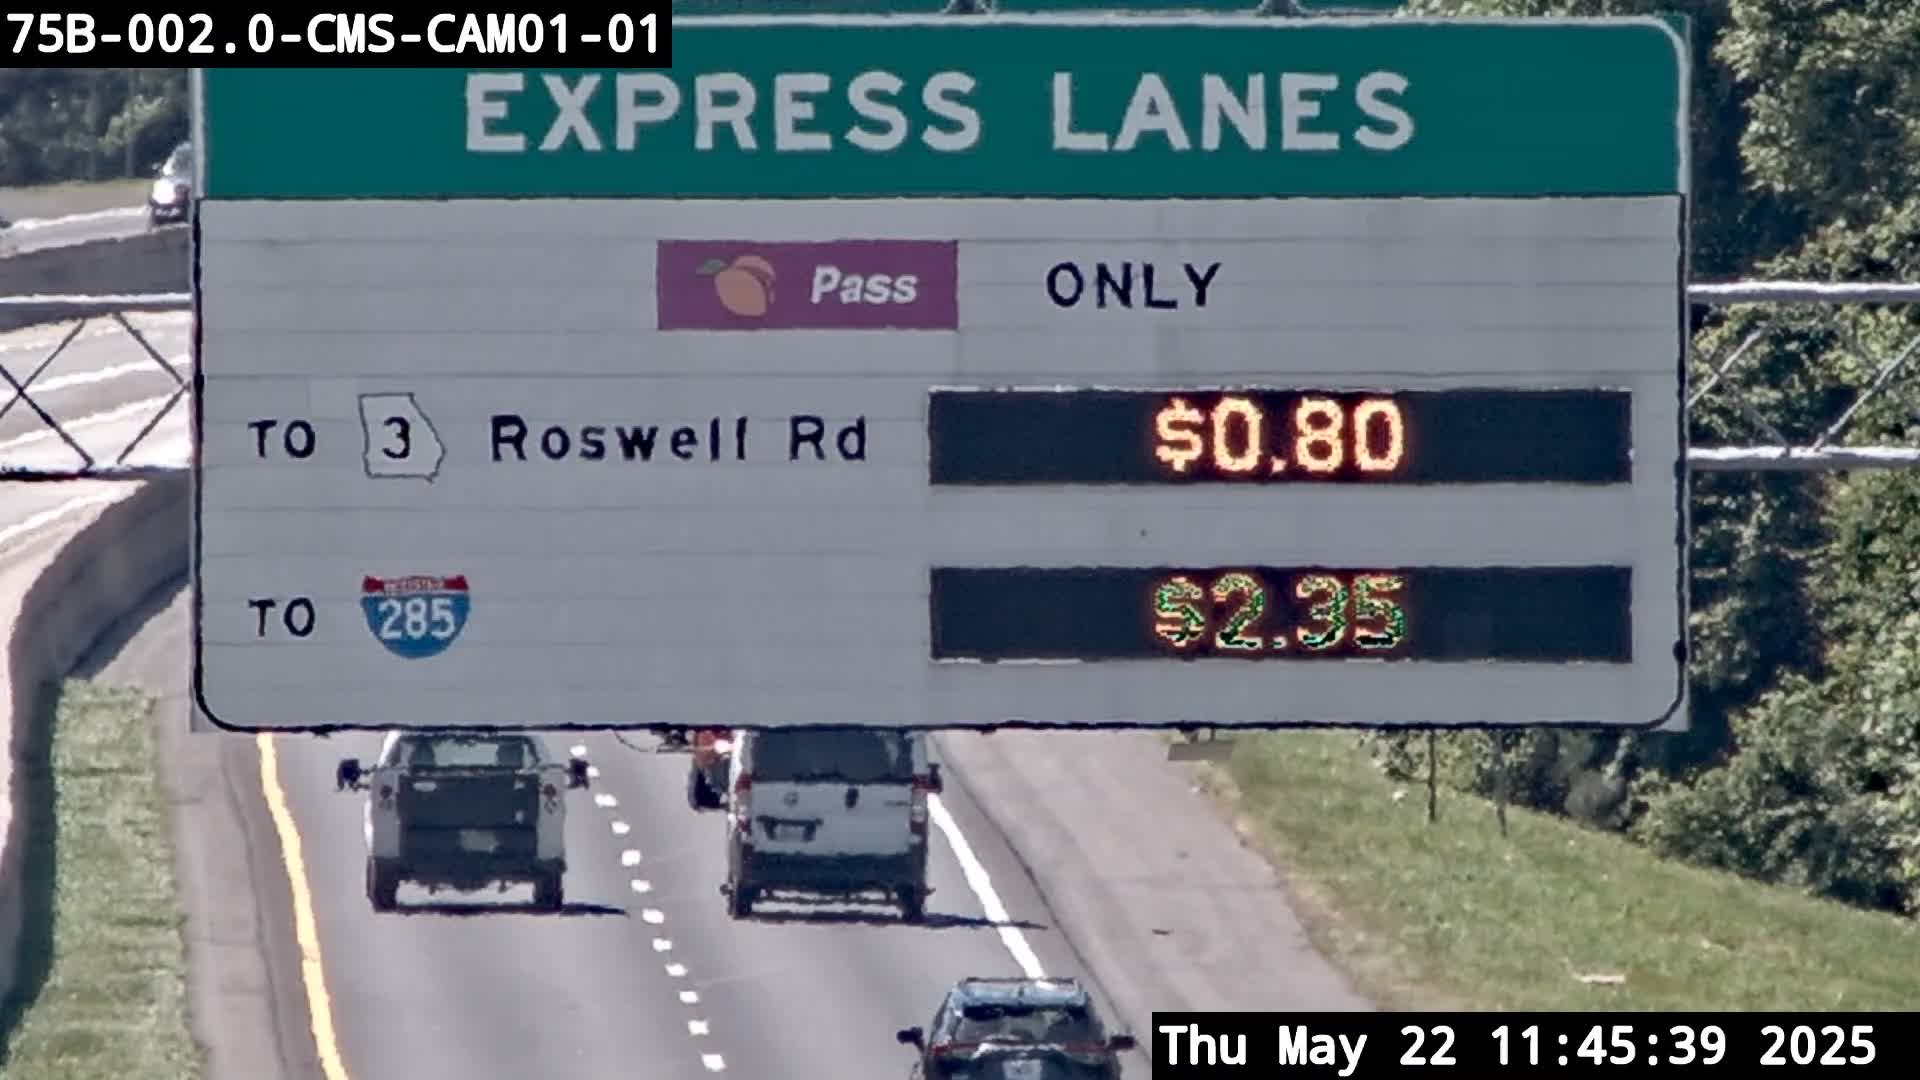 75B-002.0-CMS-CAM01-01
EXPRESS LANES
Pass ONLY
TO 3 Roswell Rd $0.80
TO INTERSTATE 285 $2.35
Thu May 22 11:45:39 2025